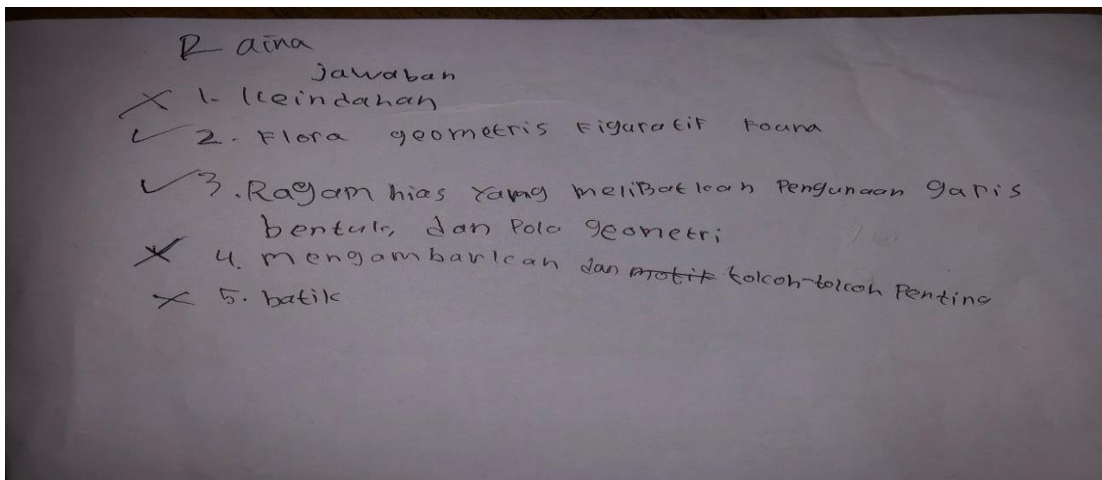 Raina
jawaban
1. Keindahan
2. Flora geometris Figuratif Founa
3. Ragam hias yang meliBatkan Pengunaan garis
bentuk, dan Pola geometri
4. mengambarkan dan motif tokoh-tokoh Penting
5. batik